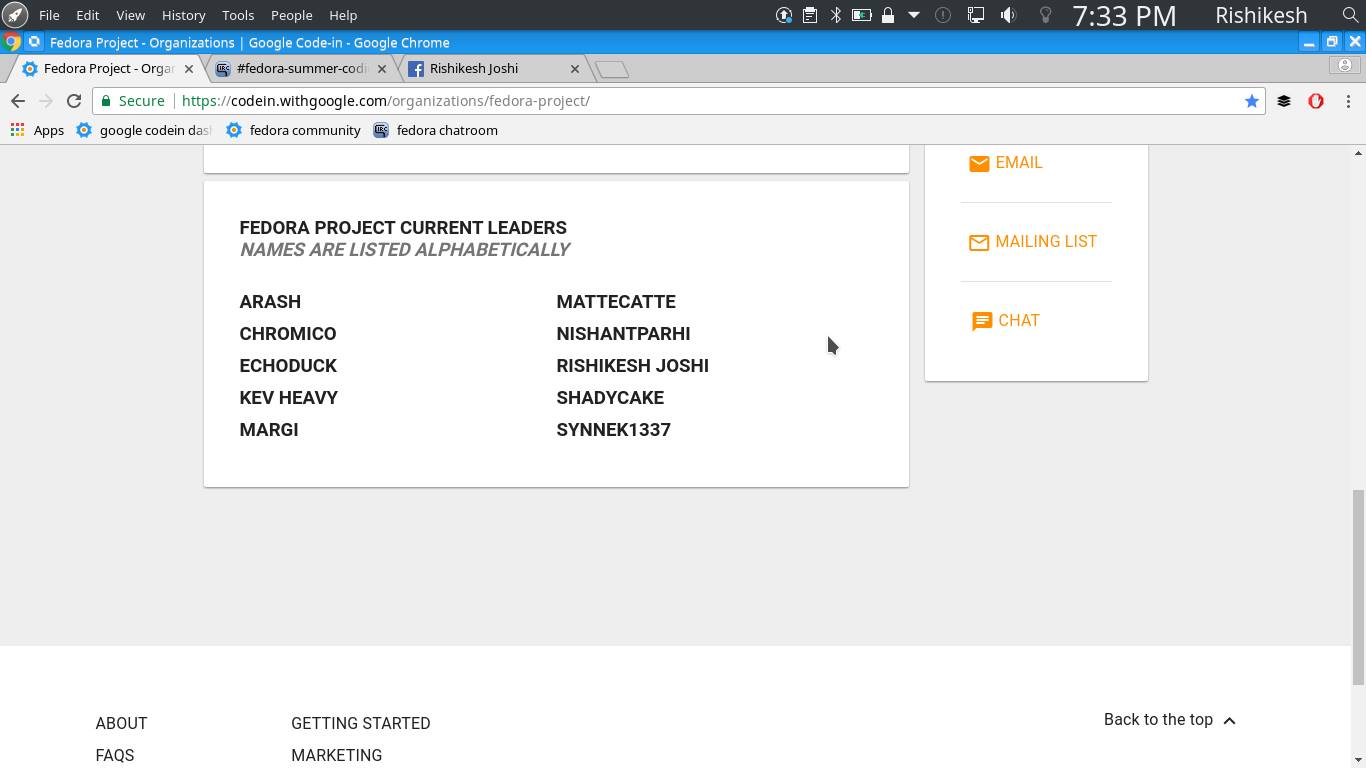 File Edit View History Tools People Help 7:33 PM Rishikesh
Fedora Project - Organizations | Google Code-in - Google Chrome
Fedora Project - Orga #fedora-summer-codi Rishikesh Joshi
Secure https://codein.withgoogle.com/organizations/fedora-project/
Apps google codein das fedora community fedora chatroom
EMAIL
MAILING LIST
CHAT
FEDORA PROJECT CURRENT LEADERS
NAMES ARE LISTED ALPHABETICALLY
ARASH
CHROMICO
ECHODUCK
KEV HEAVY
MARGI
MATTECATTE
NISHANTPARHI
RISHIKESH JOSHI
SHADYCAKE
SYNNEK1337
ABOUT
FAQS
GETTING STARTED
MARKETING
Back to the top